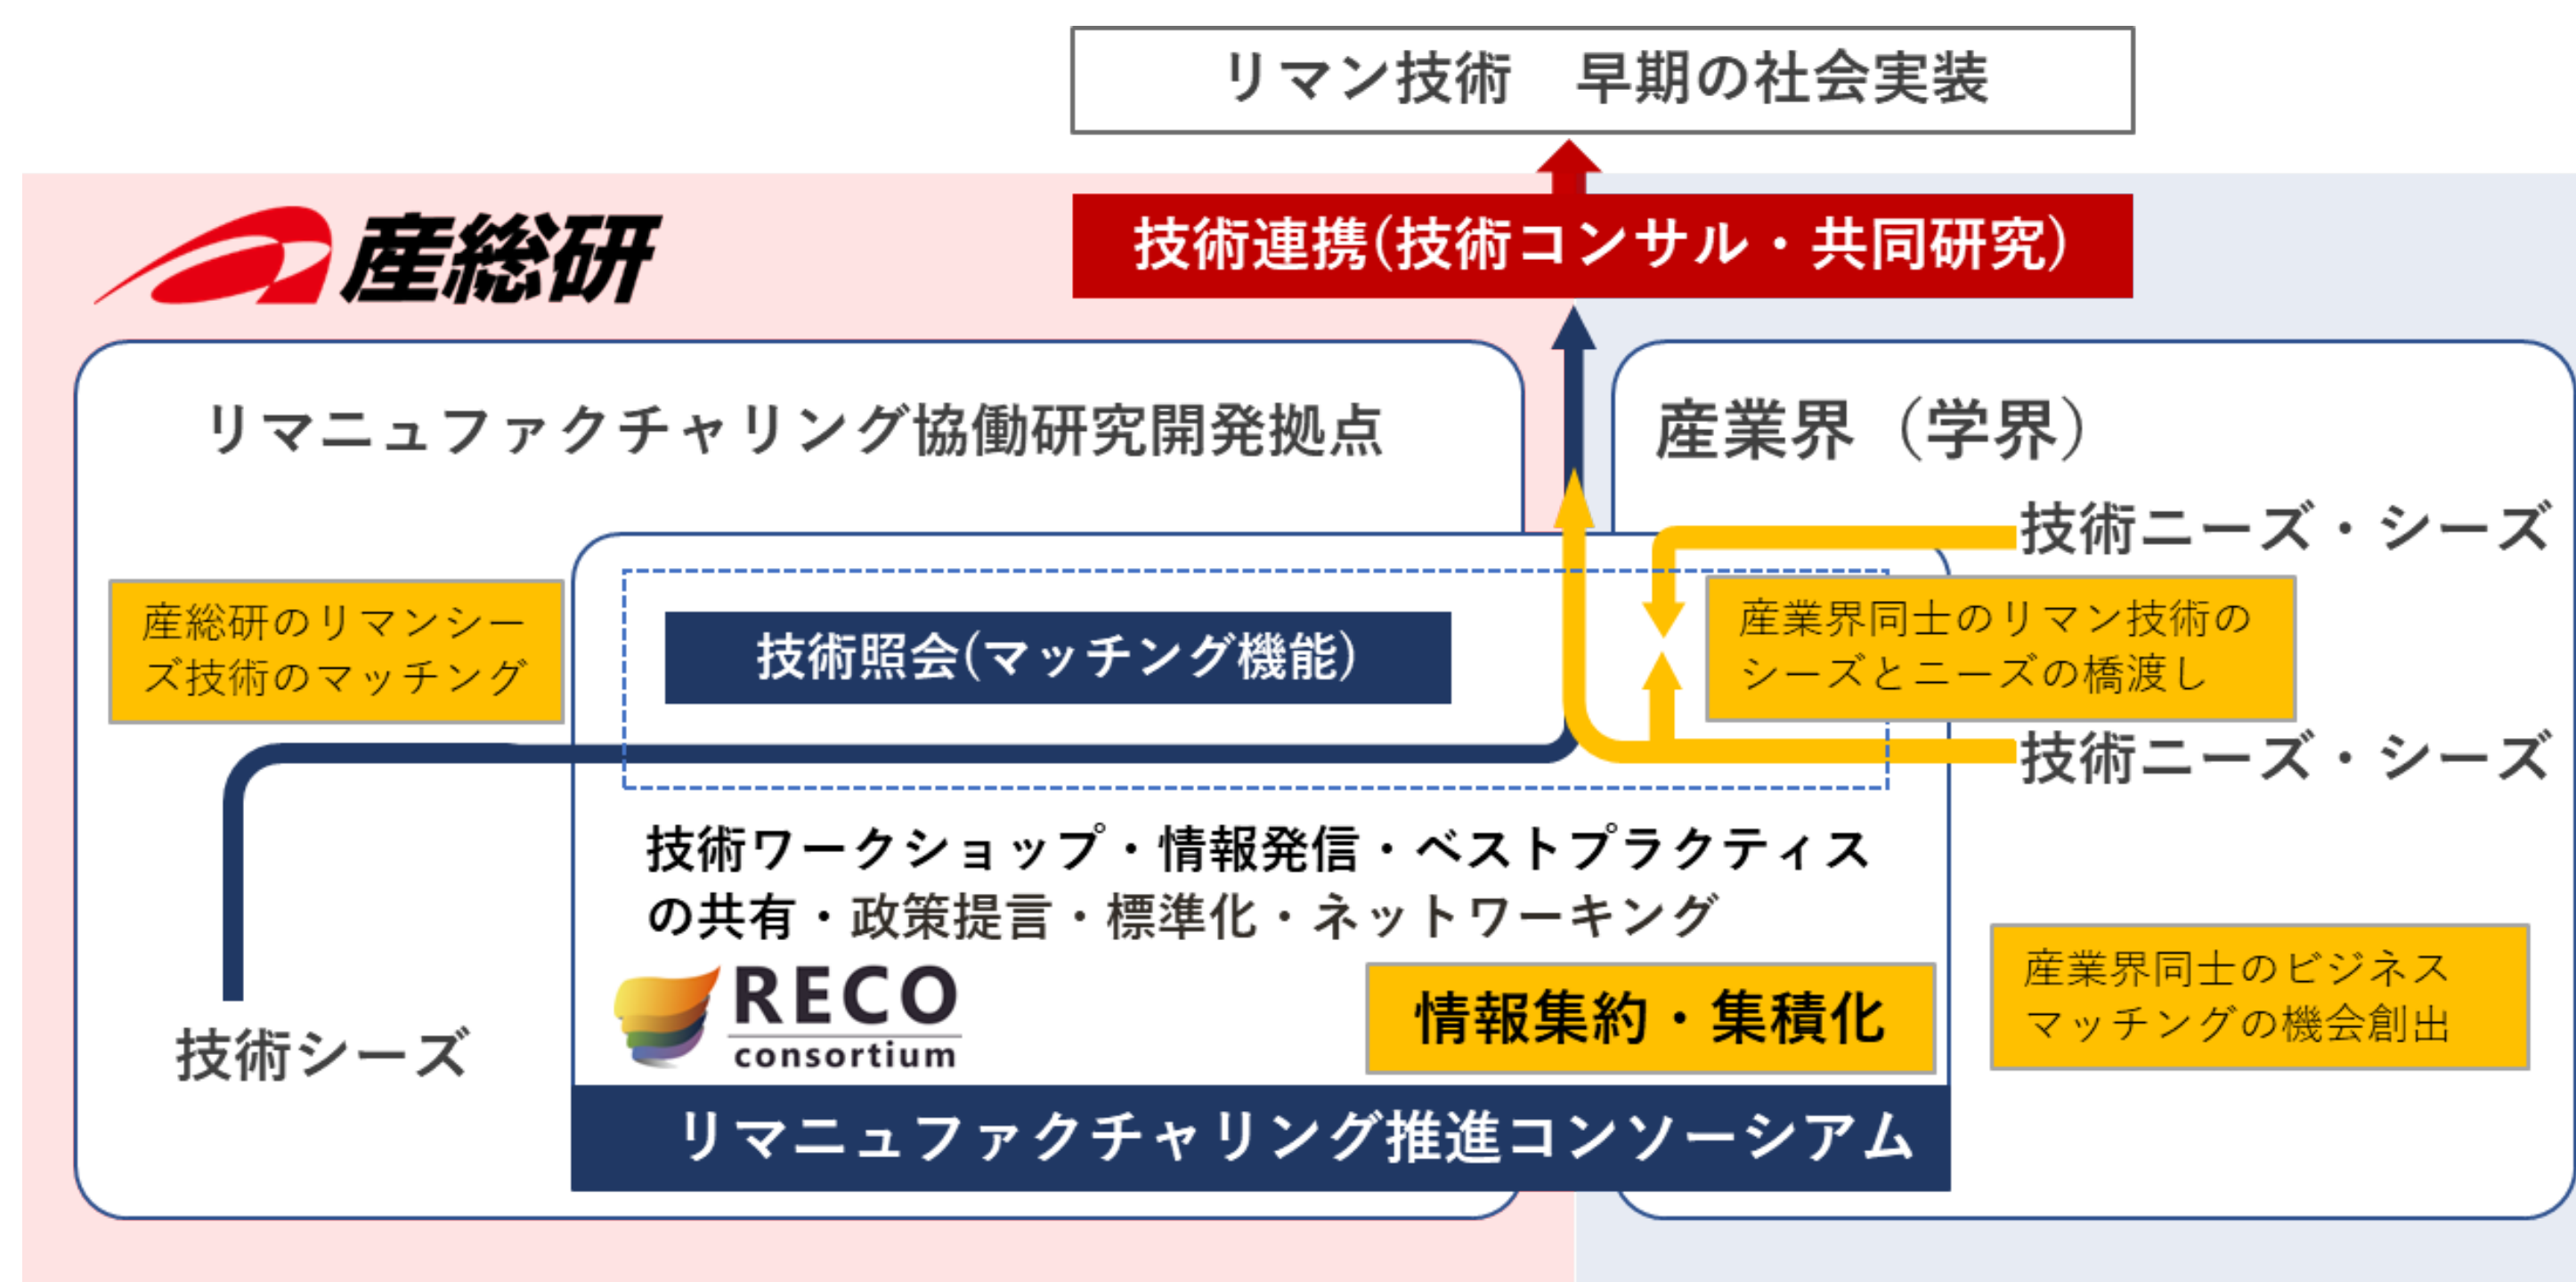 リマン技術　早期の社会実装
産総研
技術連携(技術コンサル・共同研究)
リマニュファクチャリング協働研究開発拠点
産業界（学界）
技術ニーズ・シーズ
産総研のリマンシー
ズ技術のマッチング
技術照会(マッチング機能)
産業界同士のリマン技術の
シーズとニーズの橋渡し
技術ニーズ・シーズ
技術ワークショップ・情報発信・ベストプラクティス
の共有・政策提言・標準化・ネットワーキング
RECO
consortium
情報集約・集積化
産業界同士のビジネス
マッチングの機会創出
技術シーズ
リマニュファクチャリング推進コンソーシアム